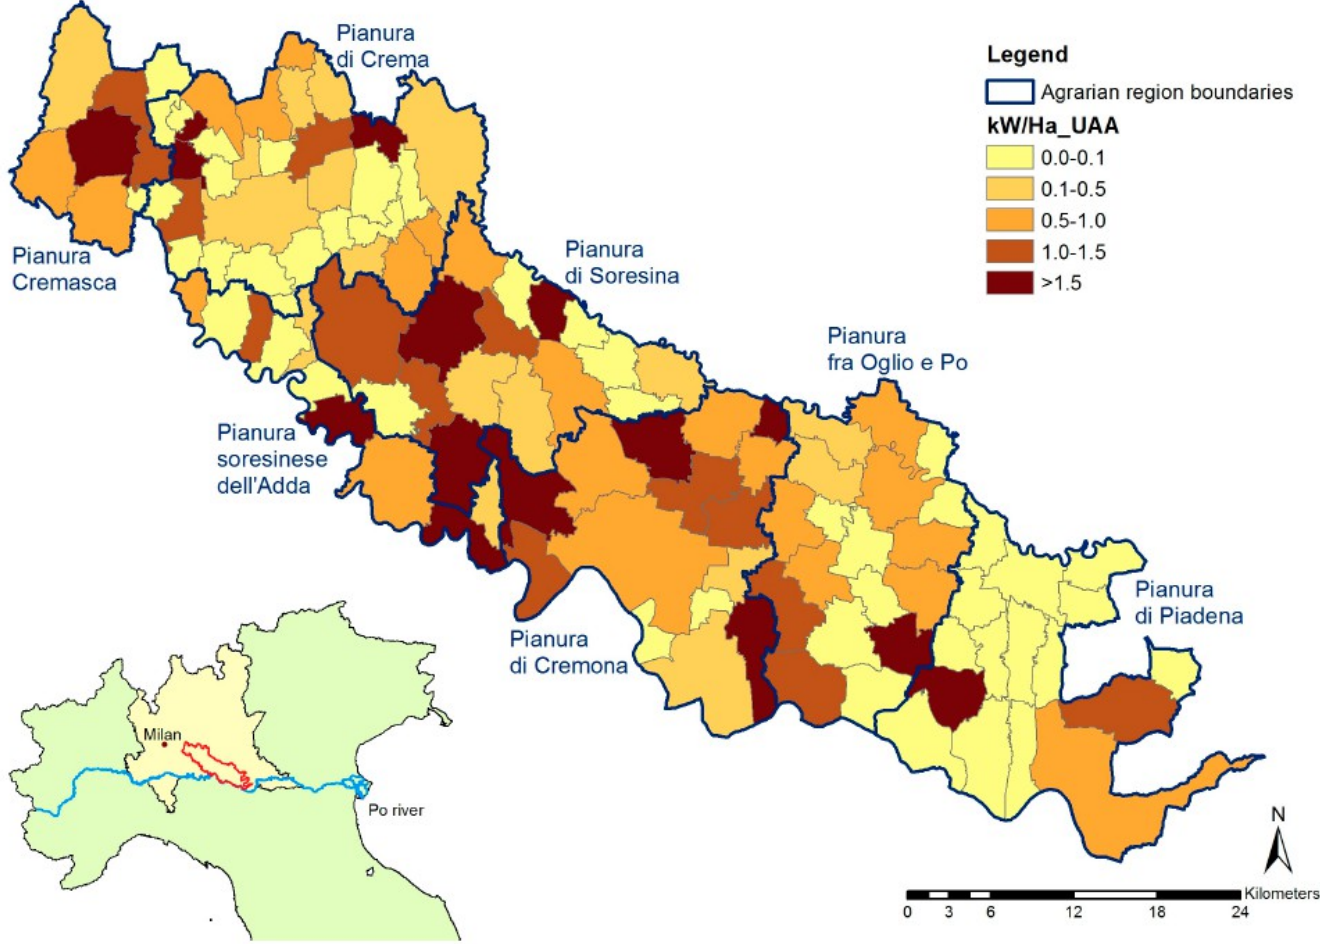 Pianura
di Crema
Legend
Agrarian region boundaries
kW/Ha_UAA
0.0-0.1
0.1-0.5
0.5-1.0
1.0-1.5
>1.5
Pianura
Cremasca
Pianura
di Soresina
Pianura
fra Oglio e Po
Pianura
soresinese
dell'Adda
Pianura
di Cremona
Pianura
di Piadena
Milan
Po river
N
Kilometers
0 3 6 12 18 24